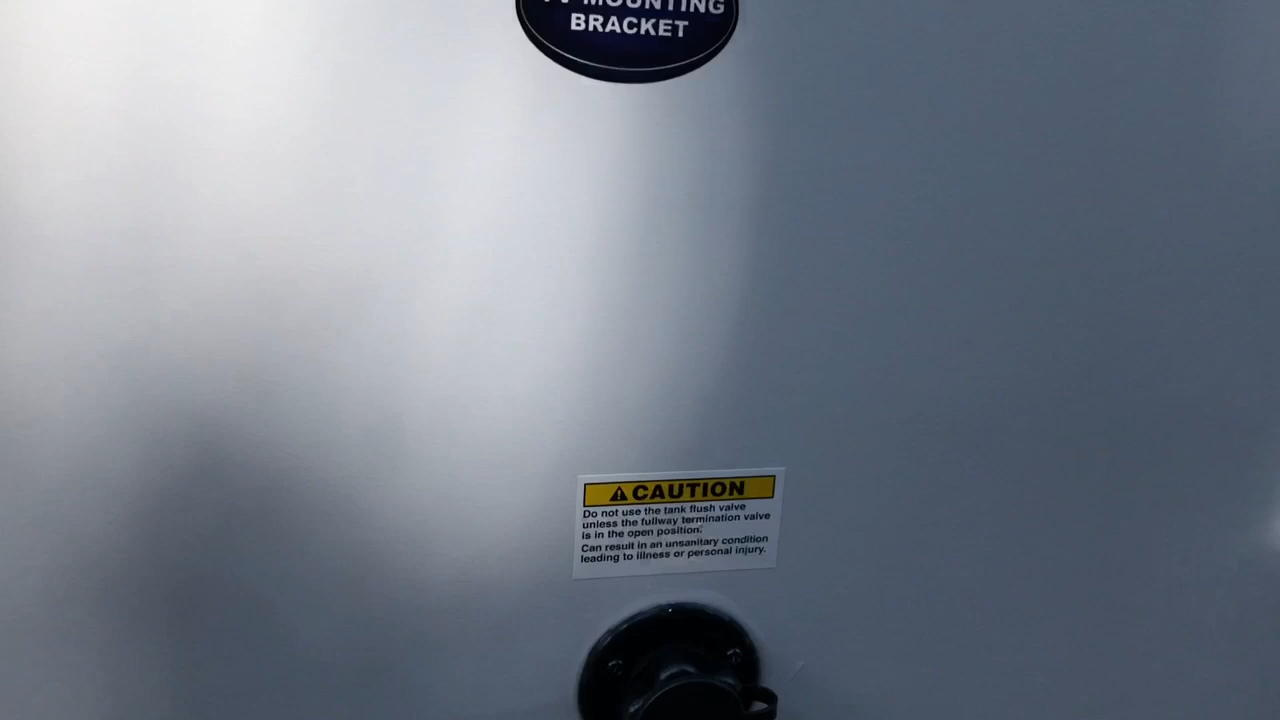 MOUNTING
BRACKET
CAUTION
Do not use the tank flush valve
unless the fullway termination valve
is in the open position.
Can result in an unsanitary condition
leading to illness or personal injury.